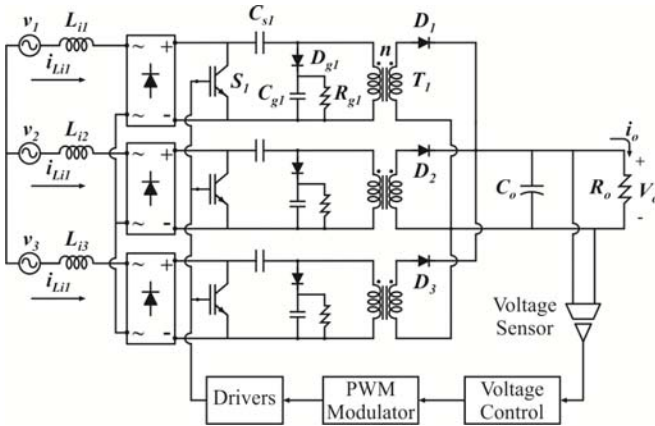 v1 Li1 Cs1 D1
iLi1 ~ + Dg1 n
S1 Cg1 Rg1 T1
~ -
v2 Li2 io
iLi1 ~ + D2 Co Ro + Vo -
~ -
v3 Li3
iLi1 ~ + D3
~ -
Voltage
Sensor
Drivers
PWM
Modulator
Voltage
Control